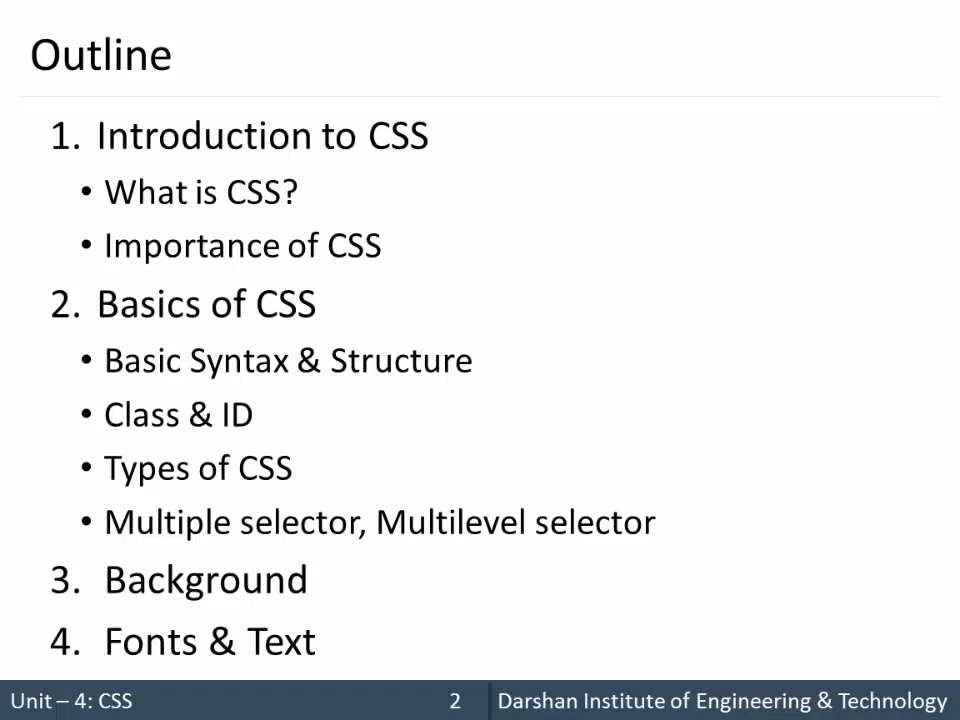 Outline
1. Introduction to CSS
• What is CSS?
• Importance of CSS
2. Basics of CSS
• Basic Syntax & Structure
• Class & ID
• Types of CSS
• Multiple selector, Multilevel selector
3. Background
4. Fonts & Text
Unit – 4: CSS 2 Darshan Institute of Engineering & Technology